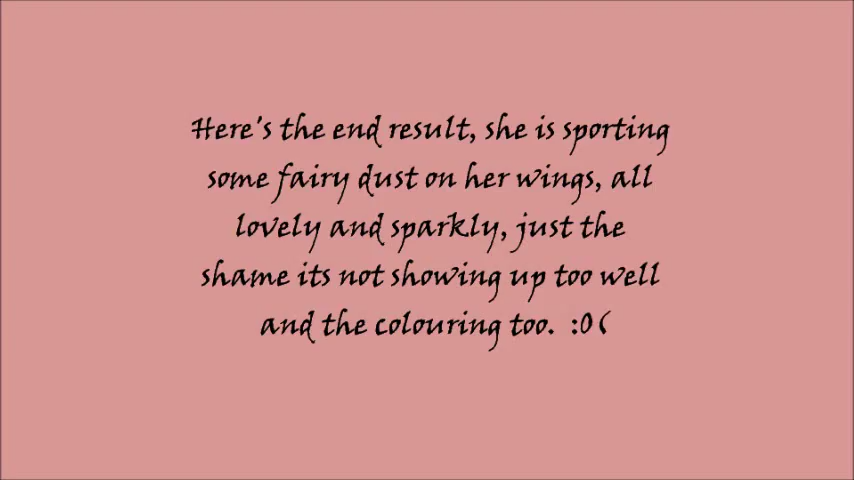 Here's the end result, she is sporting
some fairy dust on her wings, all
lovely and sparkly, just the
shame its not showing up too well
and the colouring too. :0(